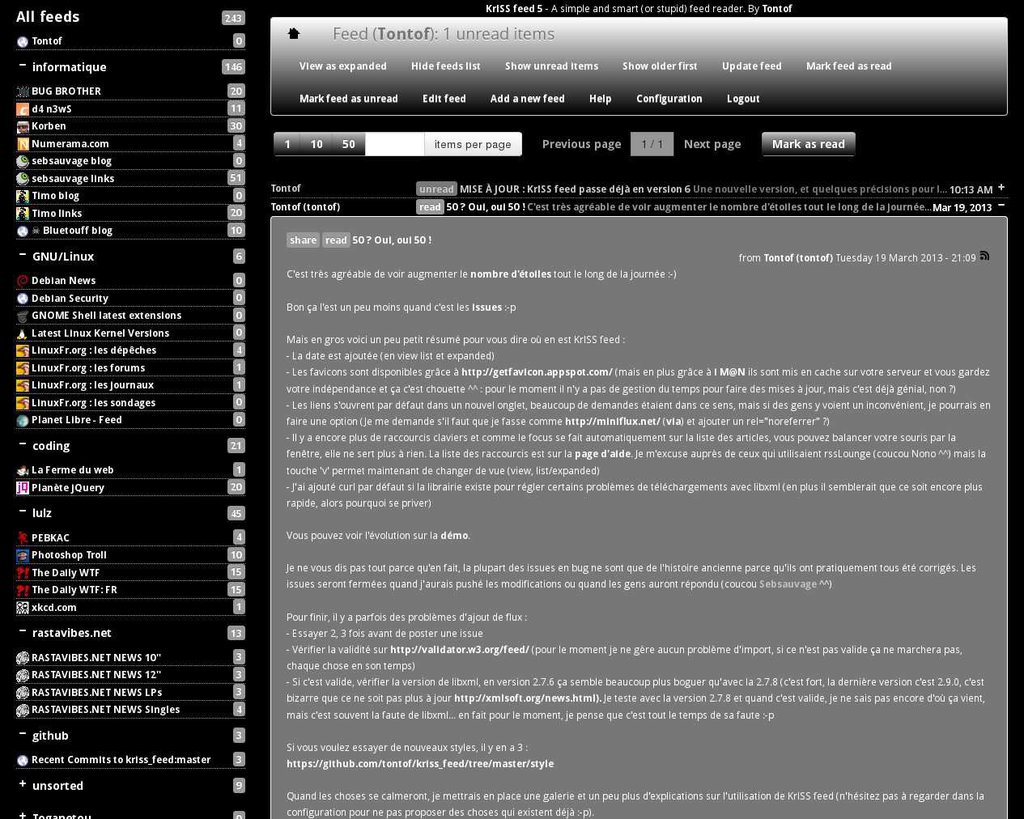 KrISS feed 5 - A simple and smart (or stupid) feed reader. By Tontof
All feeds 243
Tontof 0
− informatique 146
BUG BROTHER 20
d4 n3wS 11
Korben 30
Numerama.com 4
sebsauvage blog 0
sebsauvage links 51
Timo blog 0
Timo links 20
☠ Bluetouff blog 10
− GNU/Linux 6
Debian News 0
Debian Security 0
GNOME Shell latest extensions 0
Latest Linux Kernel Versions 0
LinuxFr.org : les dépêches 4
LinuxFr.org : les forums 1
LinuxFr.org : les Journaux 1
LinuxFr.org : les sondages 0
Planet Libre - Feed 0
− coding 21
La Ferme du web 1
Planète jQuery 20
− lulz 45
PEBKAC 4
Photoshop Troll 10
The Daily WTF 15
The Daily WTF: FR 15
xkcd.com 1
− rastavibes.net 13
RASTAVIBES.NET NEWS 10" 3
RASTAVIBES.NET NEWS 12" 3
RASTAVIBES.NET NEWS LPs 3
RASTAVIBES.NET NEWS Singles 4
− github 3
Recent Commits to kriss_feed:master 3
+ unsorted 9
Feed (Tontof): 1 unread items
View as expanded Hide feeds list Show unread items Show older first Update feed Mark feed as read
Mark feed as unread Edit feed Add a new feed Help Configuration Logout
1 10 50 items per page Previous page 1 / 1 Next page Mark as read
Tontof unread MISE À JOUR : KrISS feed passe déjà en version 6 Une nouvelle version, et quelques précisions pour l... 10:13 AM +
Tontof (tontof) read 50 ? Oui, oui 50 ! C'est très agréable de voir augmenter le nombre d'étoiles tout le long de la journée... Mar 19, 2013 −
share read 50 ? Oui, oui 50 !
from Tontof (tontof) Tuesday 19 March 2013 - 21:09
C'est très agréable de voir augmenter le nombre d'étoiles tout le long de la journée :-)
Bon ça l'est un peu moins quand c'est les Issues :-p
Mais en gros voici un peu petit résumé pour vous dire où en est KrISS feed :
- La date est ajoutée (en view list et expanded)
- Les favicons sont disponibles grâce à http://getfavicon.appspot.com/ (mais en plus grâce à I M@N ils sont mis en cache sur votre serveur et vous gardez
votre indépendance et ça c'est chouette ^^ : pour le moment il n'y a pas de gestion du temps pour faire des mises à jour, mais c'est déjà génial, non ?)
- Les liens s'ouvrent par défaut dans un nouvel onglet, beaucoup de demandes étaient dans ce sens, mais si des gens y voient un inconvénient, je pourrais en
faire une option (Je me demande s'il faut que je fasse comme http://miniflux.net/ (via) et ajouter un rel="noreferrer" ?)
- Il y a encore plus de raccourcis claviers et comme le focus se fait automatiquement sur la liste des articles, vous pouvez balancer votre souris par la
fenêtre, elle ne sert plus à rien. La liste des raccourcis est sur la page d'aide. Je m'excuse auprès de ceux qui utilisaient rssLounge (coucou Nono ^^) mais la
touche 'v' permet maintenant de changer de vue (view, list/expanded)
- J'ai ajouté curl par défaut si la librairie existe pour régler certains problèmes de téléchargements avec libxml (en plus il semblerait que ce soit encore plus
rapide, alors pourquoi se priver)
Vous pouvez voir l'évolution sur la démo.
Je ne vous dis pas tout parce qu'en fait, la plupart des issues en bug ne sont que de l'histoire ancienne parce qu'ils ont pratiquement tous été corrigés. Les
issues seront fermées quand j'aurais pushé les modifications ou quand les gens auront répondu (coucou Sebsauvage ^^)
Pour finir, il y a parfois des problèmes d'ajout de flux :
- Essayer 2, 3 fois avant de poster une issue
- Vérifier la validité sur http://validator.w3.org/feed/ (pour le moment je ne gère aucun problème d'import, si ce n'est pas valide ça ne marchera pas,
chaque chose en son temps)
- Si c'est valide, vérifier la version de libxml, en version 2.7.6 ça semble beaucoup plus boguer qu'avec la 2.7.8 (c'est fort, la dernière version c'est 2.9.0, c'est
bizarre que ce ne soit pas plus à jour http://xmlsoft.org/news.html). Je teste avec la version 2.7.8 et quand c'est valide, je ne sais pas encore d'où ça vient,
mais c'est souvent la faute de libxml... en fait pour le moment, je pense que c'est tout le temps de sa faute :-p
Si vous voulez essayer de nouveaux styles, il y en a 3 :
https://github.com/tontof/kriss_feed/tree/master/style
Quand les choses se calmeront, je mettrais en place une galerie et un peu plus d'explications sur l'utilisation de KrISS feed (n'hésitez pas à regarder dans la
configuration pour ne pas proposer des choses qui existent déjà :-p).